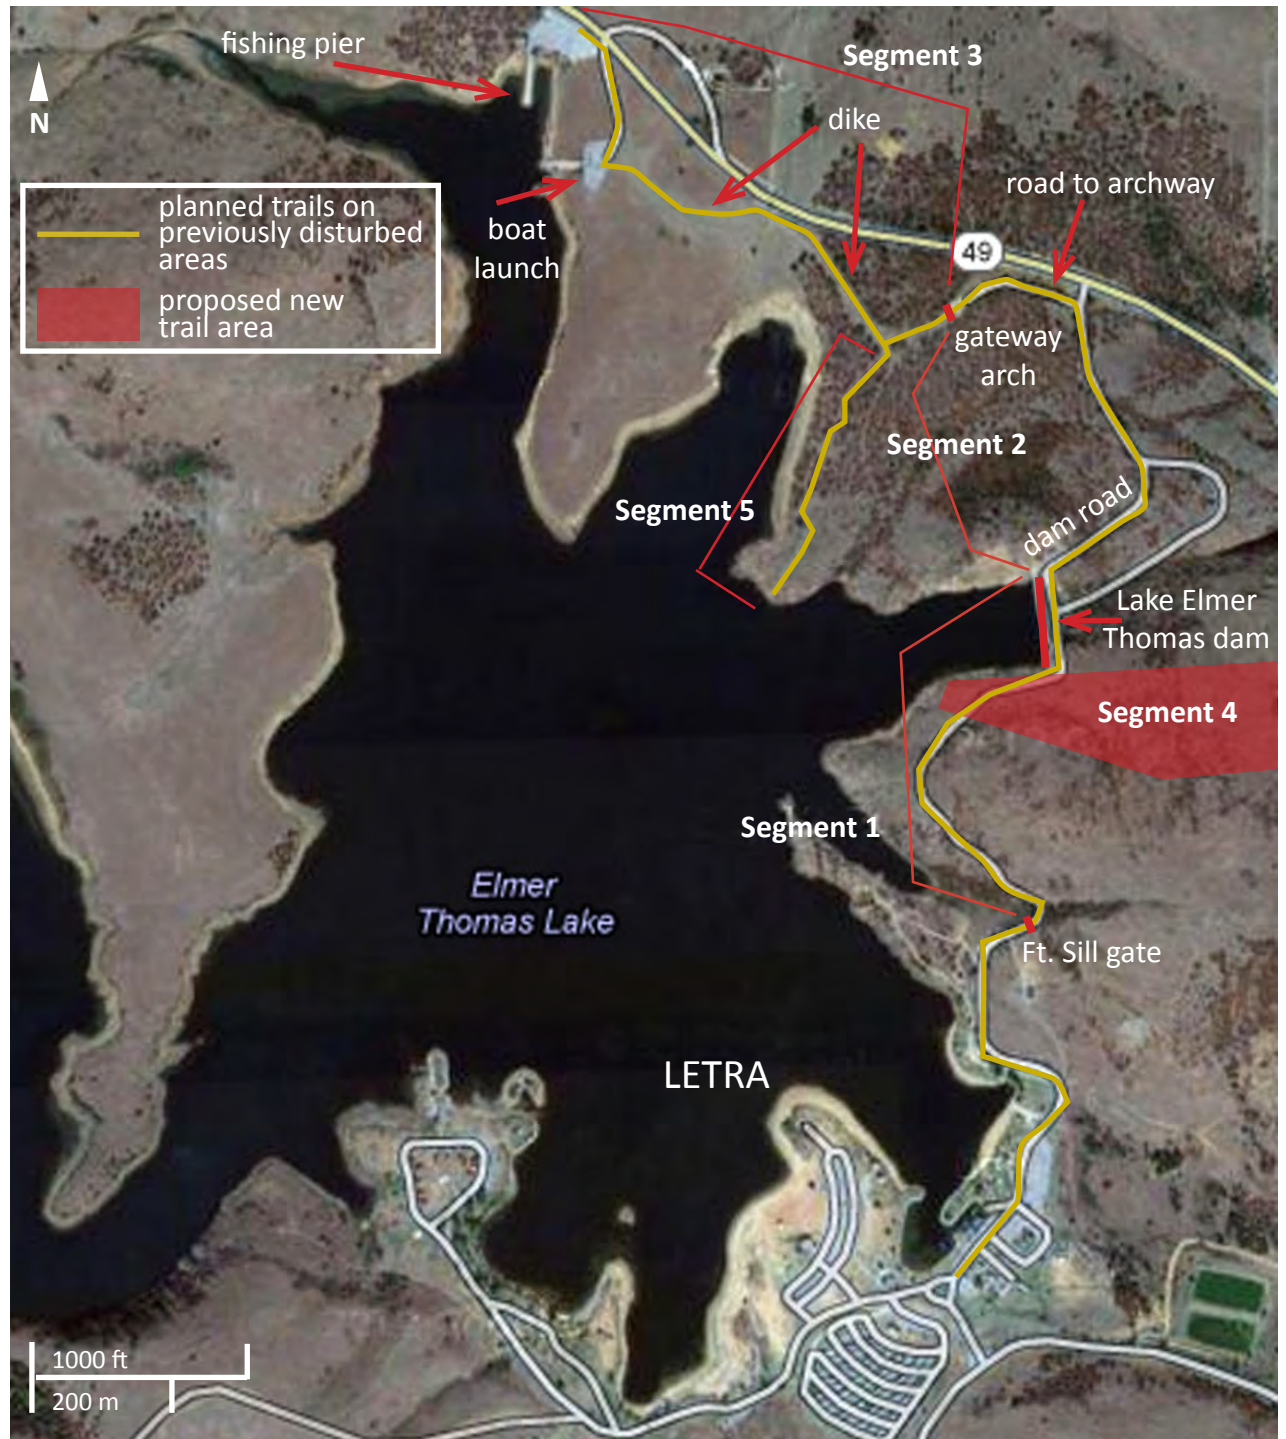 fishing pier
Segment 3
N
dike
road to archway
planned trails on
previously disturbed
areas
proposed new
trail area
boat
launch
49
gateway
arch
Segment 2
Segment 5
dam road
Lake Elmer
Thomas dam
Segment 4
Segment 1
Elmer
Thomas Lake
Ft. Sill gate
LETRA
1000 ft
200 m